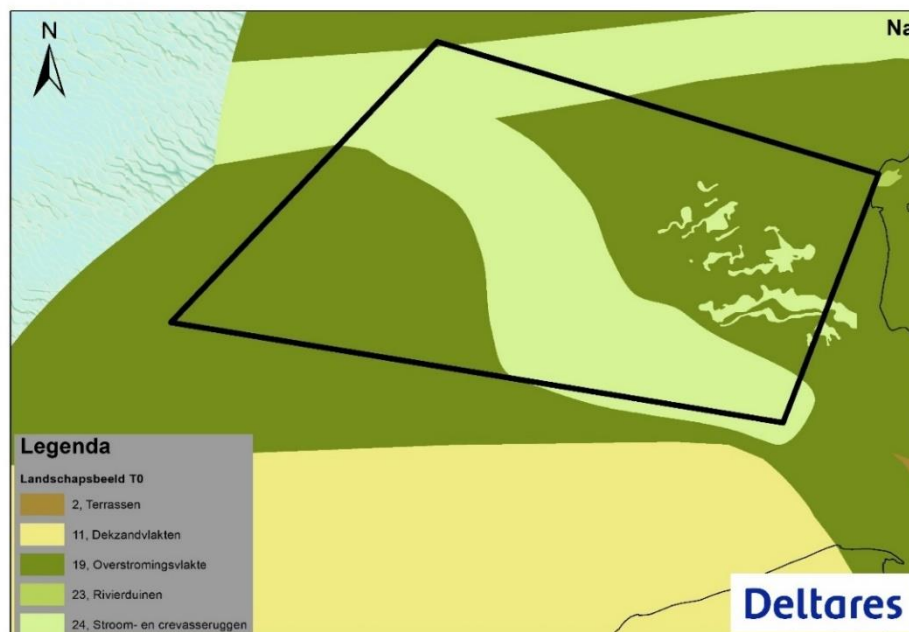 N
Na
Legenda
Landschapsbeeld T0
2, Terrassen
11, Dekzandvlakten
19, Overstromingsvlakte
23, Rivierduinen
24, Stroom- en crevasseruggen
Deltares